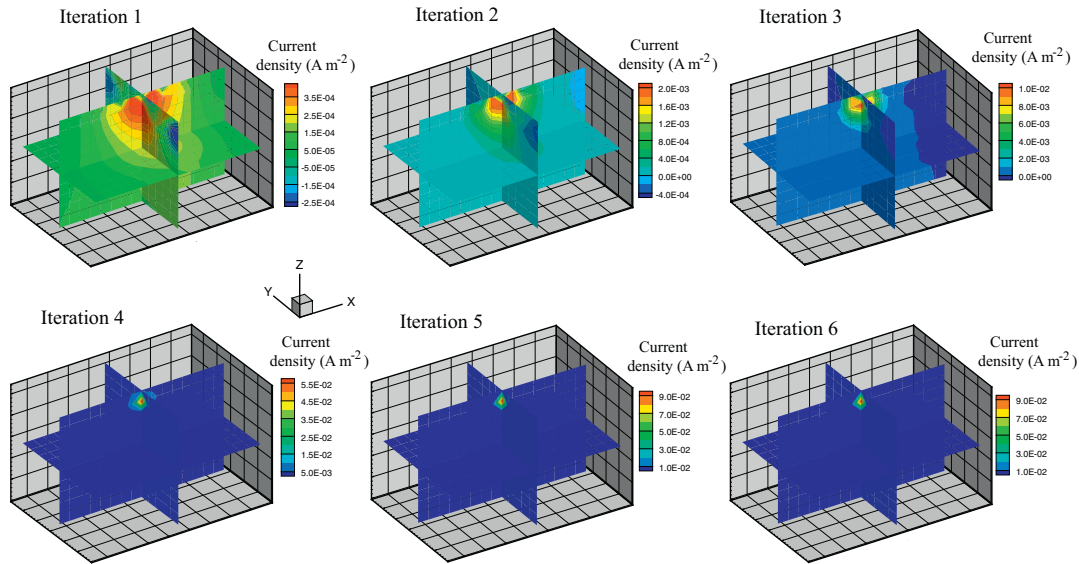 Iteration 1
Current
density (A m-2)
3.5E-04
2.5E-04
1.5E-04
5.0E-05
-5.0E-05
-1.5E-04
-2.5E-04
Iteration 2
Current
density (A m-2)
2.0E-03
1.6E-03
1.2E-03
8.0E-04
4.0E-04
0.0E+00
-4.0E-04
Iteration 3
Current
density (A m-2)
1.0E-02
8.0E-03
6.0E-03
4.0E-03
2.0E-03
0.0E+00
Z
Y
X
Iteration 4
Current
density (A m-2)
5.5E-02
4.5E-02
3.5E-02
2.5E-02
1.5E-02
5.0E-03
Iteration 5
Current
density (A m-2)
9.0E-02
7.0E-02
5.0E-02
3.0E-02
1.0E-02
Iteration 6
Current
density (A m-2)
9.0E-02
7.0E-02
5.0E-02
3.0E-02
1.0E-02